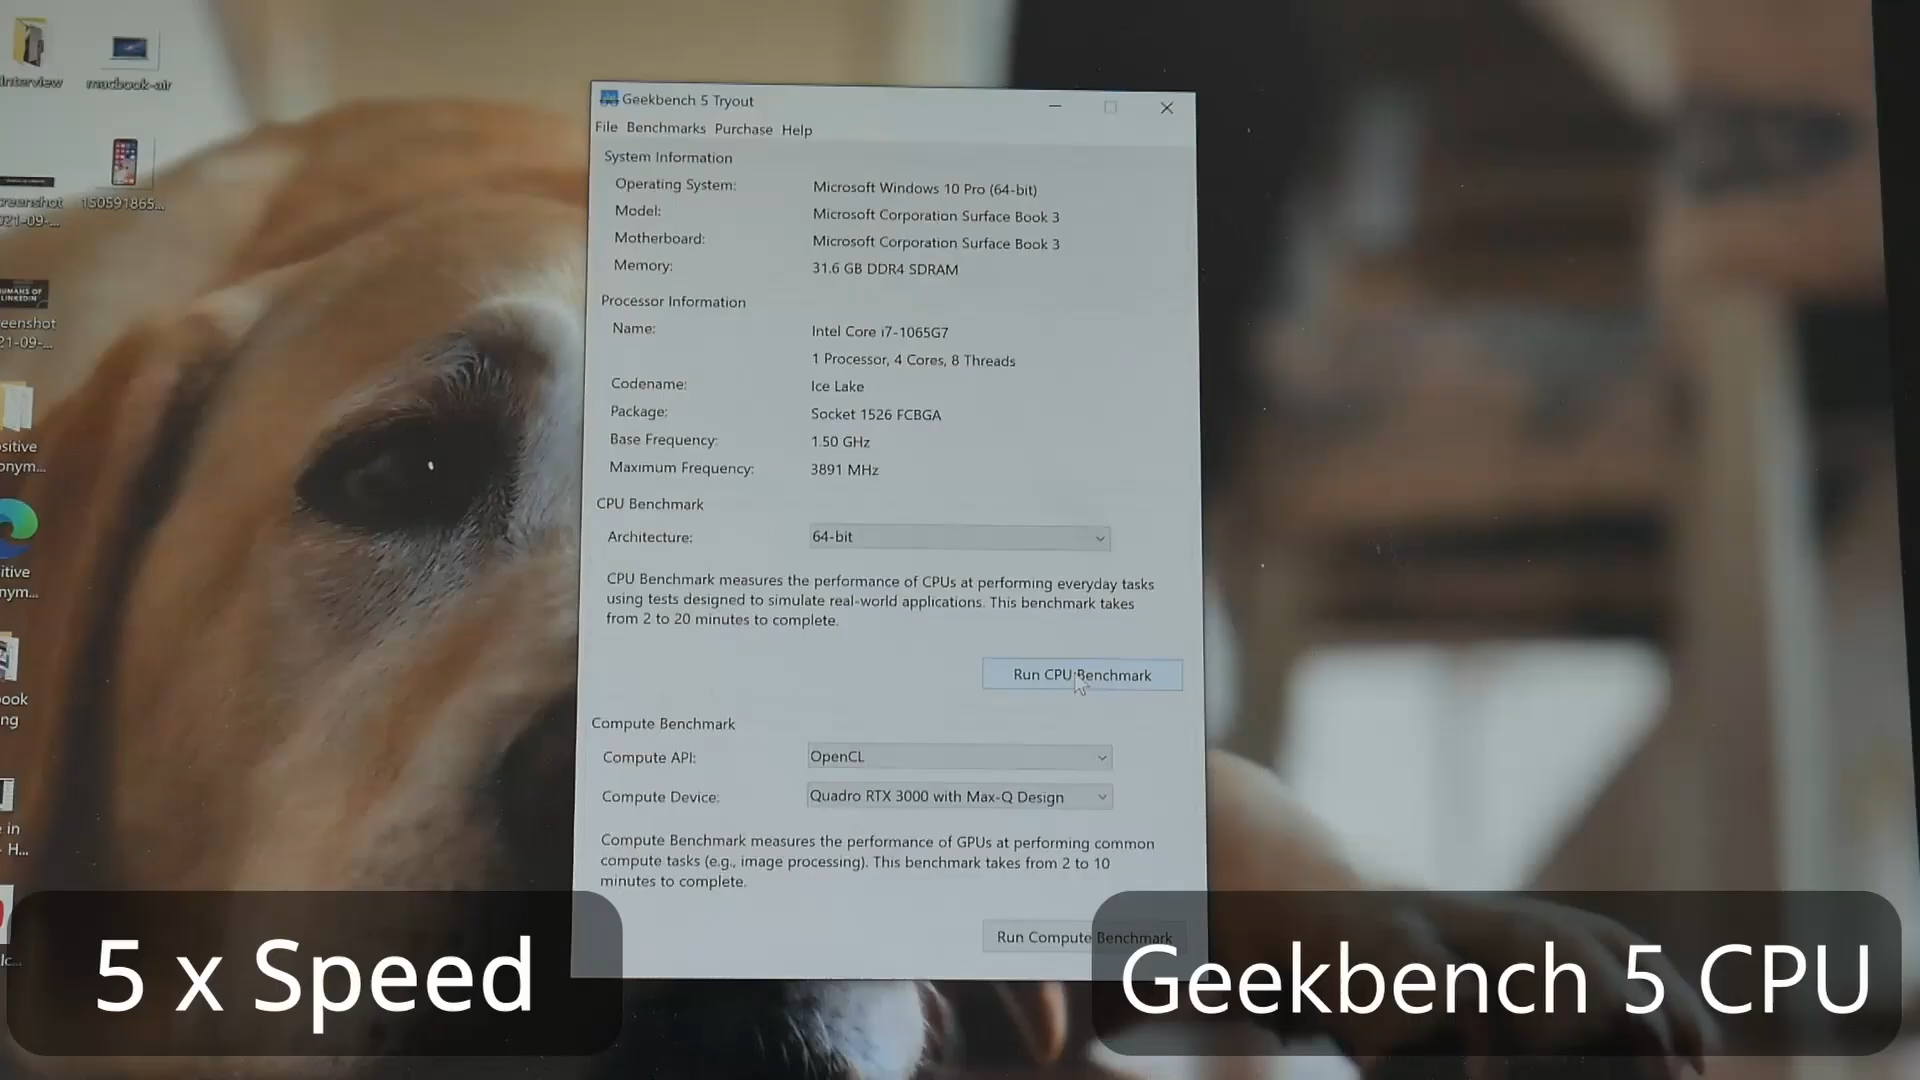 Interview
macbook-air
150591865...
021-09-...
HUMANS OF
LINKEDIN
21-09-...
Geekbench 5 Tryout
File Benchmarks Purchase Help
System Information
Operating System: Microsoft Windows 10 Pro (64-bit)
Model: Microsoft Corporation Surface Book 3
Motherboard: Microsoft Corporation Surface Book 3
Memory: 31.6 GB DDR4 SDRAM
Processor Information
Name: Intel Core i7-1065G7
1 Processor, 4 Cores, 8 Threads
Codename: Ice Lake
Package: Socket 1526 FCBGA
Base Frequency: 1.50 GHz
Maximum Frequency: 3891 MHz
CPU Benchmark
Architecture: 64-bit
CPU Benchmark measures the performance of CPUs at performing everyday tasks
using tests designed to simulate real-world applications. This benchmark takes
from 2 to 20 minutes to complete.
Run CPU Benchmark
Compute Benchmark
Compute API: OpenCL
Compute Device: Quadro RTX 3000 with Max-Q Design
Compute Benchmark measures the performance of GPUs at performing common
compute tasks (e.g., image processing). This benchmark takes from 2 to 10
minutes to complete.
Run Compute Benchmark
5 x Speed
Geekbench 5 CPU